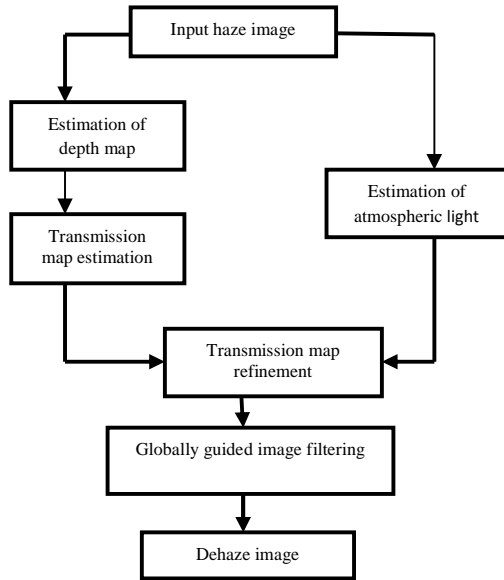 Input haze image
Estimation of
depth map
Estimation of
atmospheric light
Transmission
map estimation
Transmission map
refinement
Globally guided image filtering
Dehaze image